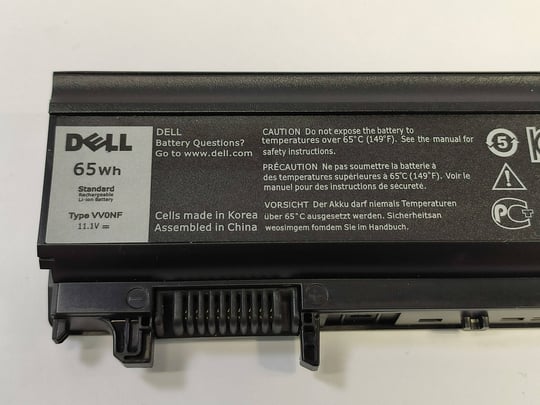 DELL
65Wh
Standard
Rechargeable
Li-ion Battery
Type VV0NF
11.1V ⎓
DELL
Battery Questions?
Go to www.dell.com
Cells made in Korea
Assembled in China
CAUTION Do not expose the battery to
temperatures over 65°C (149°F). See the manual for
safety instructions.
PRÉCAUTION Ne pas soumettre la batterie à
des températures supérieures à 65°C (149°F). Voir le
manuel pour des instructions de sécurité.
VORSICHT Der Akku darf niemals Temperaturen
über 65°C ausgesetzt werden. Sicherheitsan
weosimgem fomdem Sie im Handbuch.
5